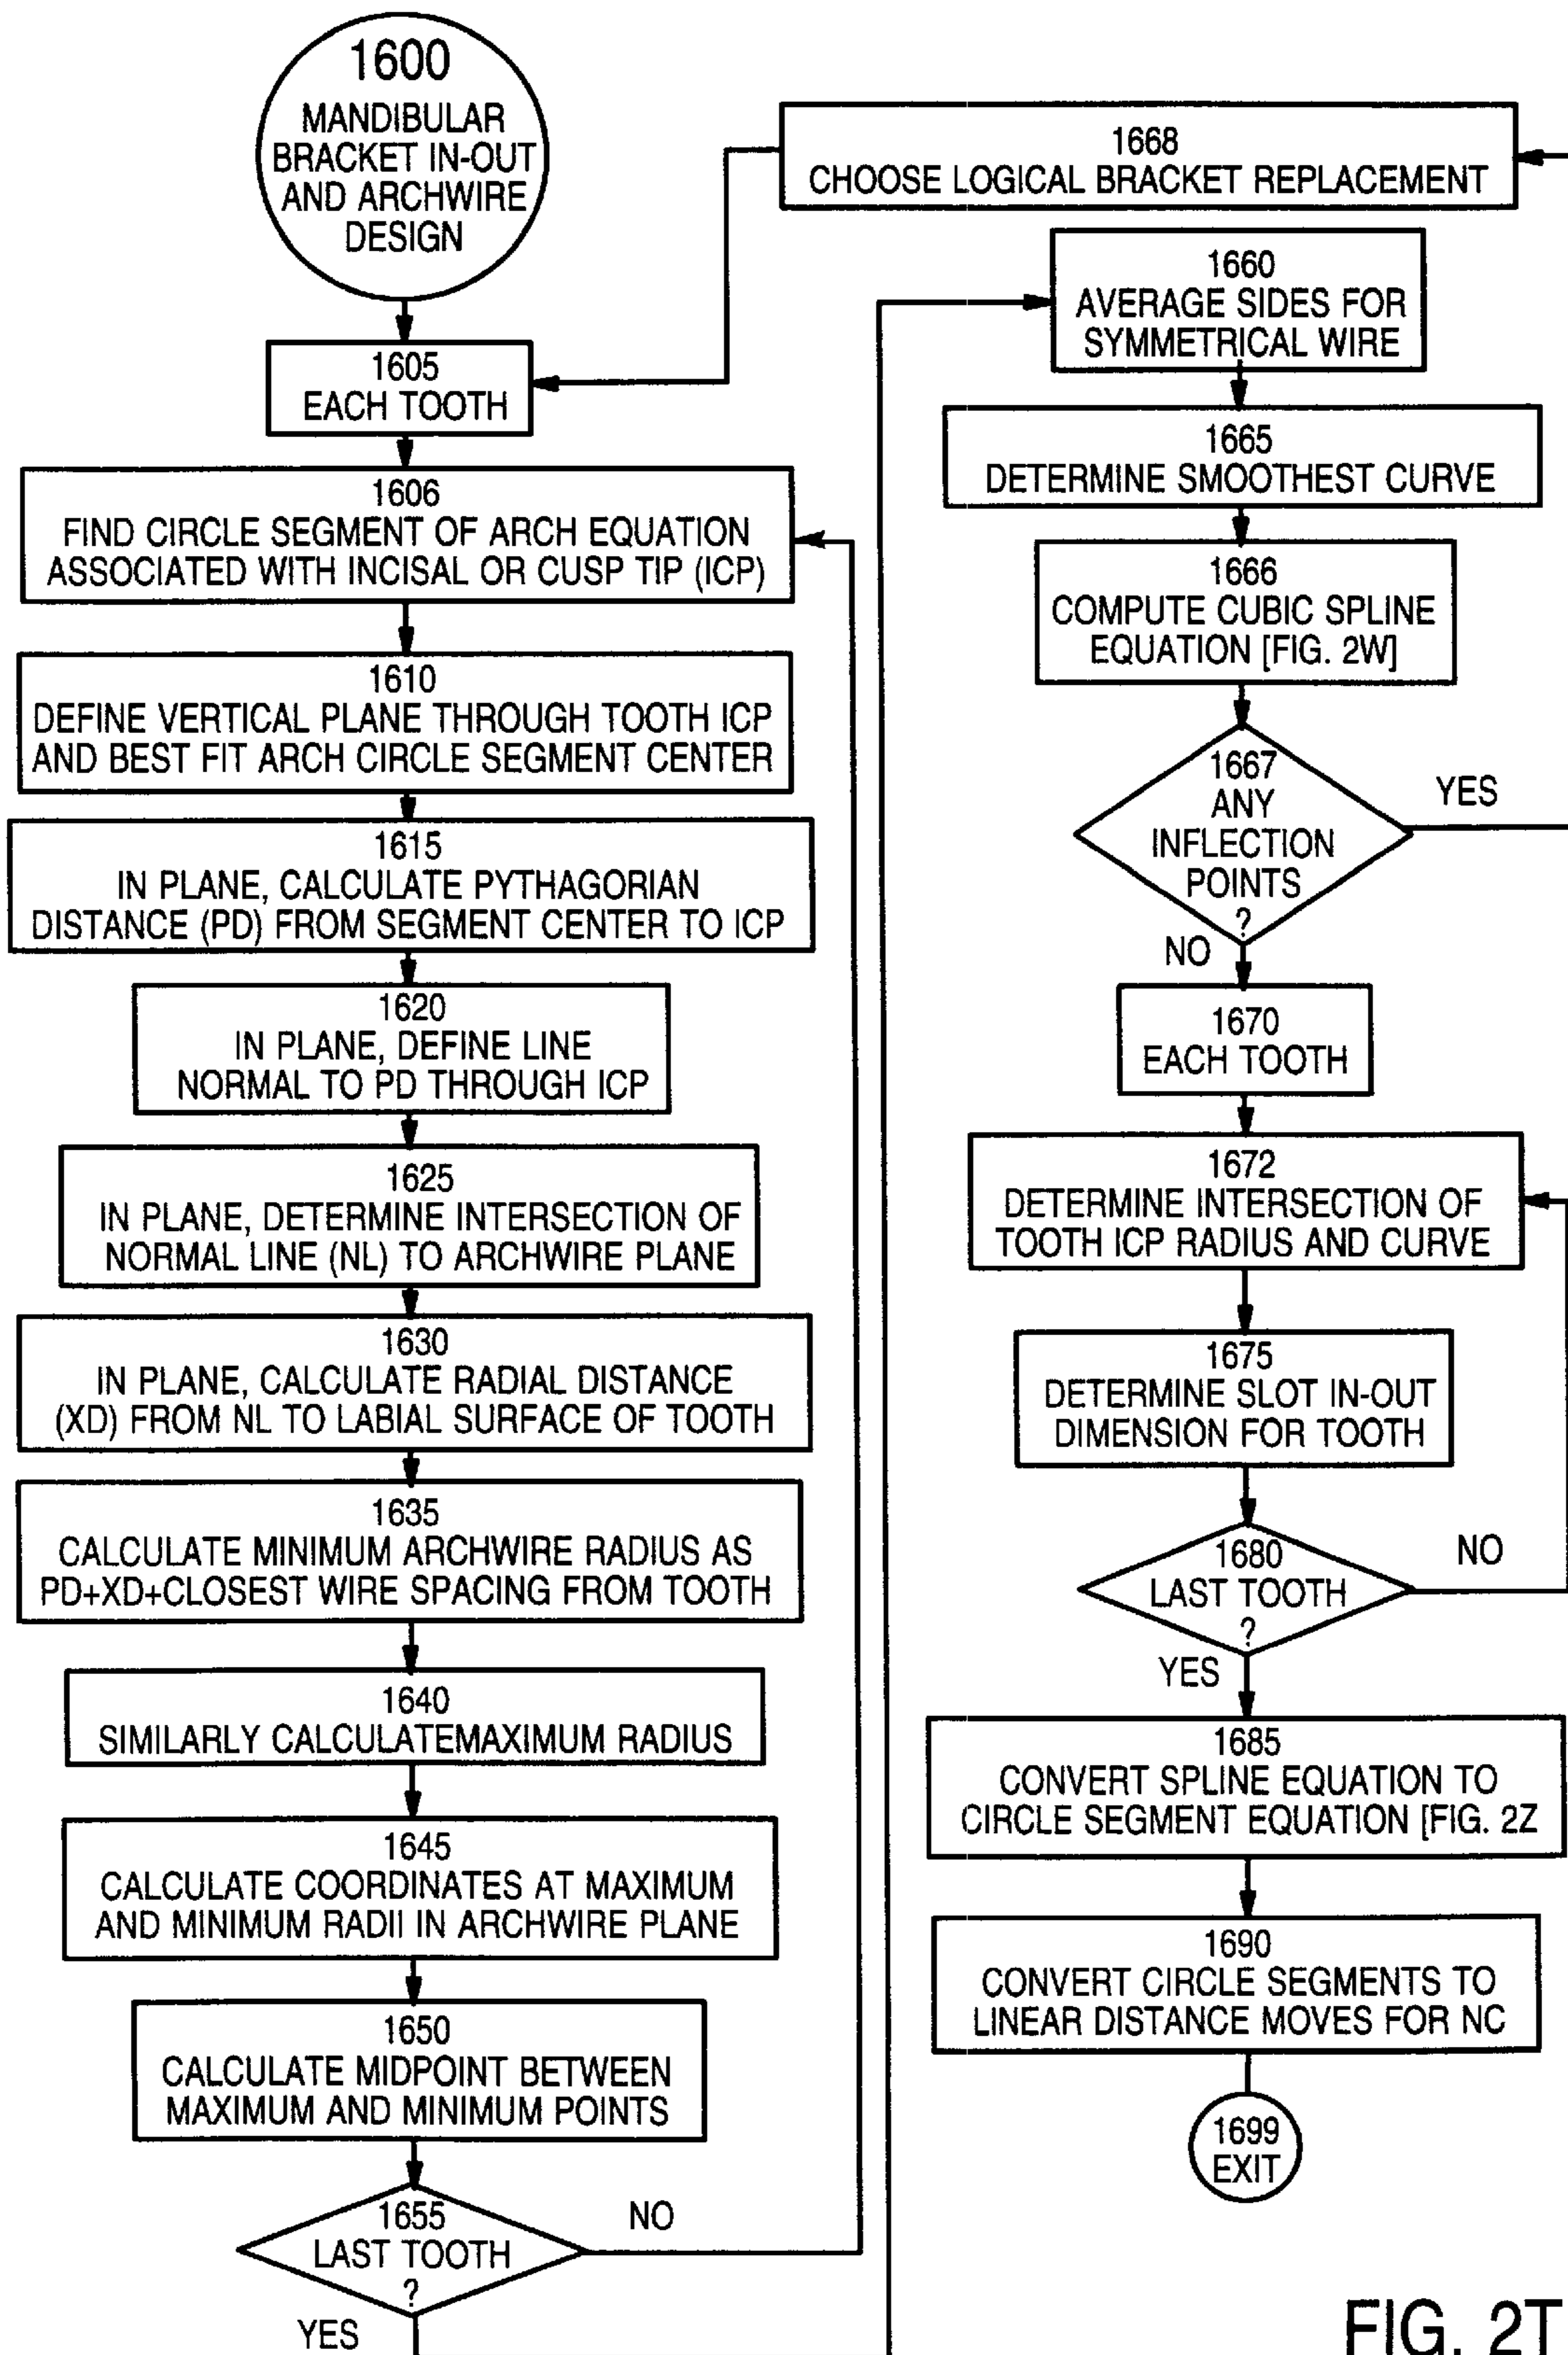 1600
MANDIBULAR
BRACKET IN-OUT
AND ARCHWIRE
DESIGN
1605
EACH TOOTH
1606
FIND CIRCLE SEGMENT OF ARCH EQUATION
ASSOCIATED WITH INCISAL OR CUSP TIP (ICP)
1610
DEFINE VERTICAL PLANE THROUGH TOOTH ICP
AND BEST FIT ARCH CIRCLE SEGMENT CENTER
1615
IN PLANE, CALCULATE PYTHAGORIAN
DISTANCE (PD) FROM SEGMENT CENTER TO ICP
1620
IN PLANE, DEFINE LINE
NORMAL TO PD THROUGH ICP
1625
IN PLANE, DETERMINE INTERSECTION OF
NORMAL LINE (NL) TO ARCHWIRE PLANE
1630
IN PLANE, CALCULATE RADIAL DISTANCE
(XD) FROM NL TO LABIAL SURFACE OF TOOTH
1635
CALCULATE MINIMUM ARCHWIRE RADIUS AS
PD+XD+CLOSEST WIRE SPACING FROM TOOTH
1640
SIMILARLY CALCULATEMAXIMUM RADIUS
1645
CALCULATE COORDINATES AT MAXIMUM
AND MINIMUM RADII IN ARCHWIRE PLANE
1650
CALCULATE MIDPOINT BETWEEN
MAXIMUM AND MINIMUM POINTS
1655
LAST TOOTH
?
NO
YES
1668
CHOOSE LOGICAL BRACKET REPLACEMENT
1660
AVERAGE SIDES FOR
SYMMETRICAL WIRE
1665
DETERMINE SMOOTHEST CURVE
1666
COMPUTE CUBIC SPLINE
EQUATION [FIG. 2W]
1667
ANY
INFLECTION
POINTS
?
YES
NO
1670
EACH TOOTH
1672
DETERMINE INTERSECTION OF
TOOTH ICP RADIUS AND CURVE
1675
DETERMINE SLOT IN-OUT
DIMENSION FOR TOOTH
1680
LAST TOOTH
?
NO
YES
1685
CONVERT SPLINE EQUATION TO
CIRCLE SEGMENT EQUATION [FIG. 2Z
1690
CONVERT CIRCLE SEGMENTS TO
LINEAR DISTANCE MOVES FOR NC
1699
EXIT
FIG. 2T